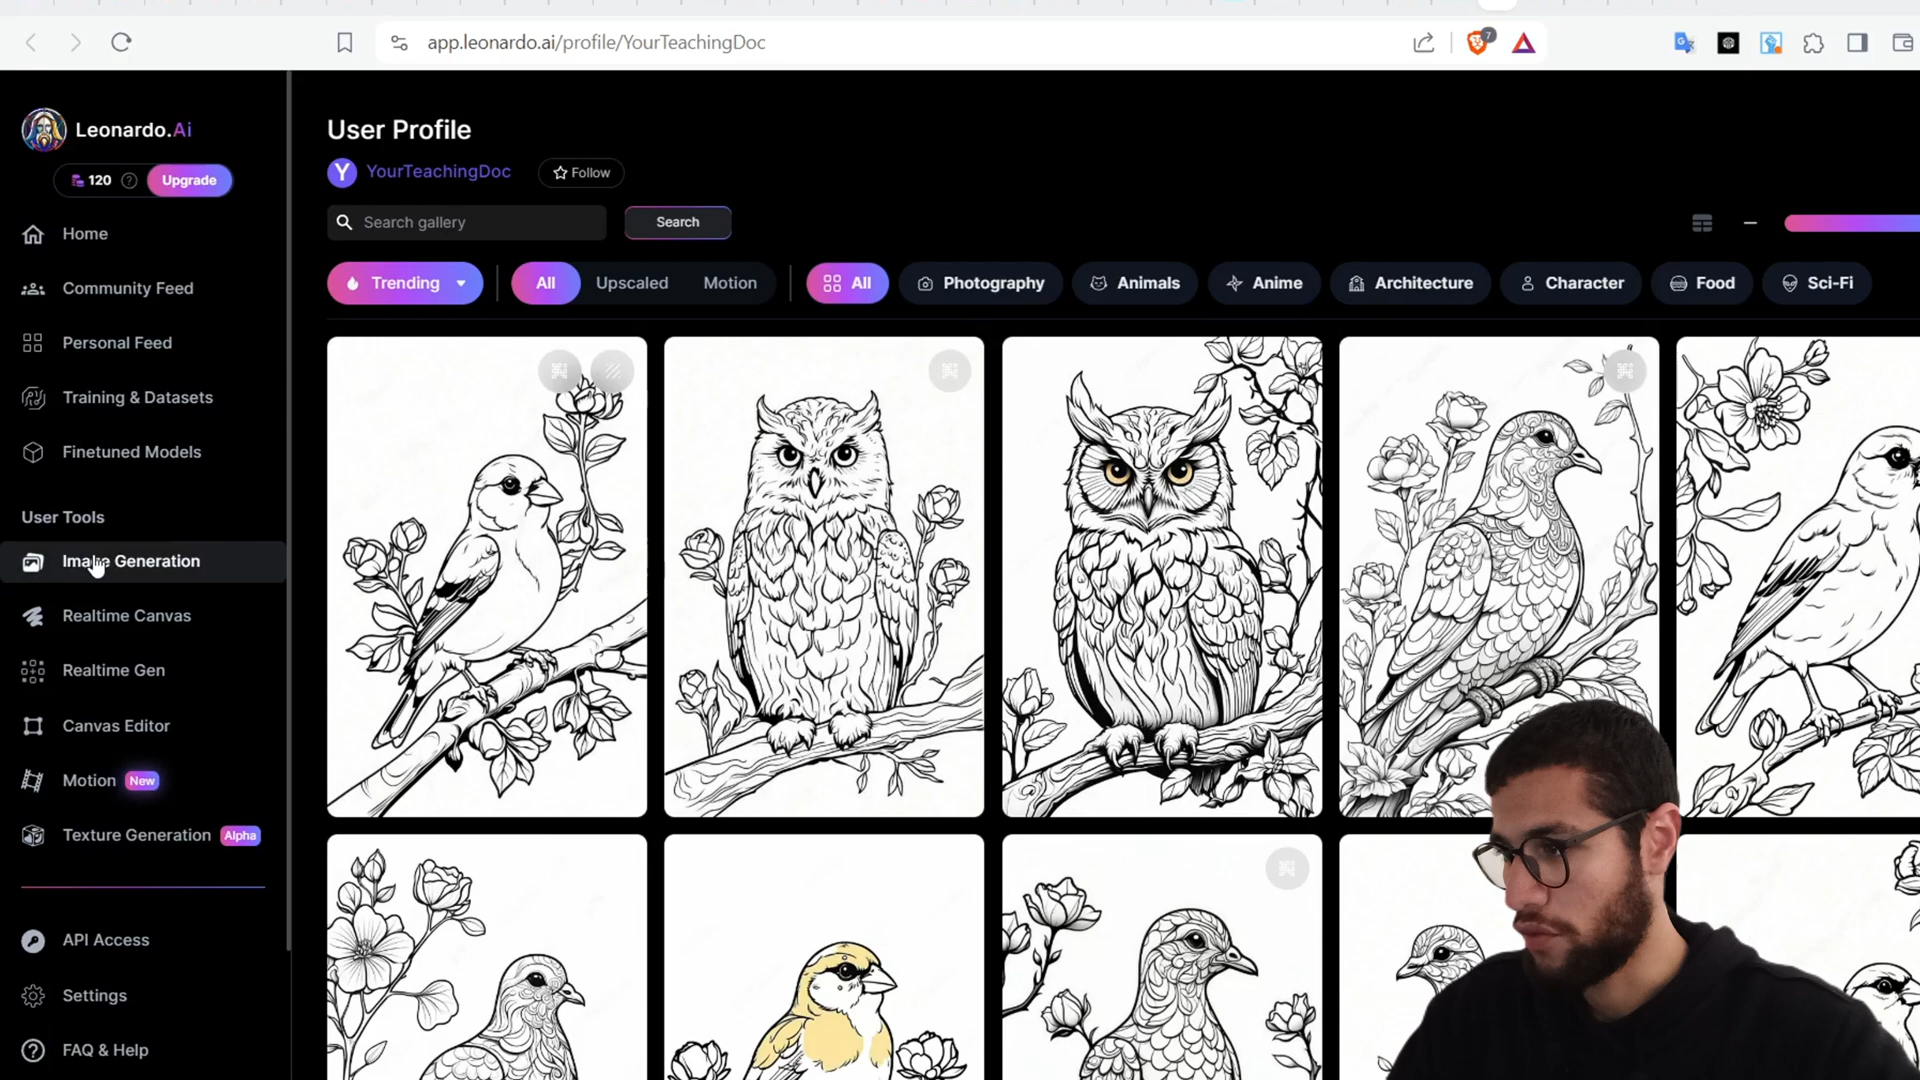 app.leonardo.ai/profile/YourTeachingDoc
7
Leonardo.Ai
120
Upgrade
Home
Community Feed
Personal Feed
Training & Datasets
Finetuned Models
User Tools
Image Generation
Realtime Canvas
Realtime Gen
Canvas Editor
Motion New
Texture Generation Alpha
API Access
Settings
FAQ & Help
User Profile
Y YourTeachingDoc Follow
Search gallery Search
Trending All Upscaled Motion All Photography Animals Anime Architecture Character Food Sci-Fi